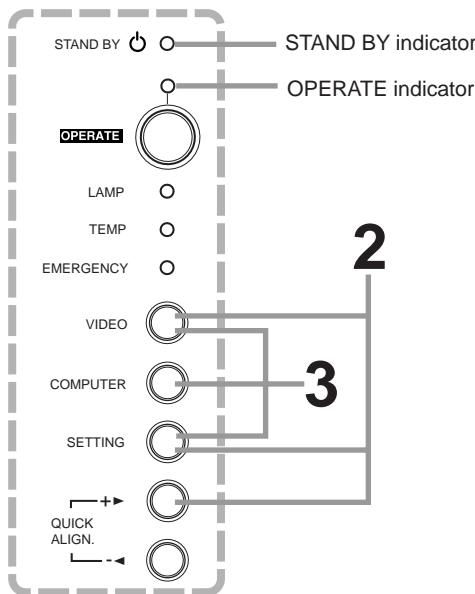 STAND BY
STAND BY indicator
OPERATE indicator
OPERATE
LAMP
TEMP
EMERGENCY
2
VIDEO
COMPUTER
3
SETTING
+
QUICK
ALIGN.
-